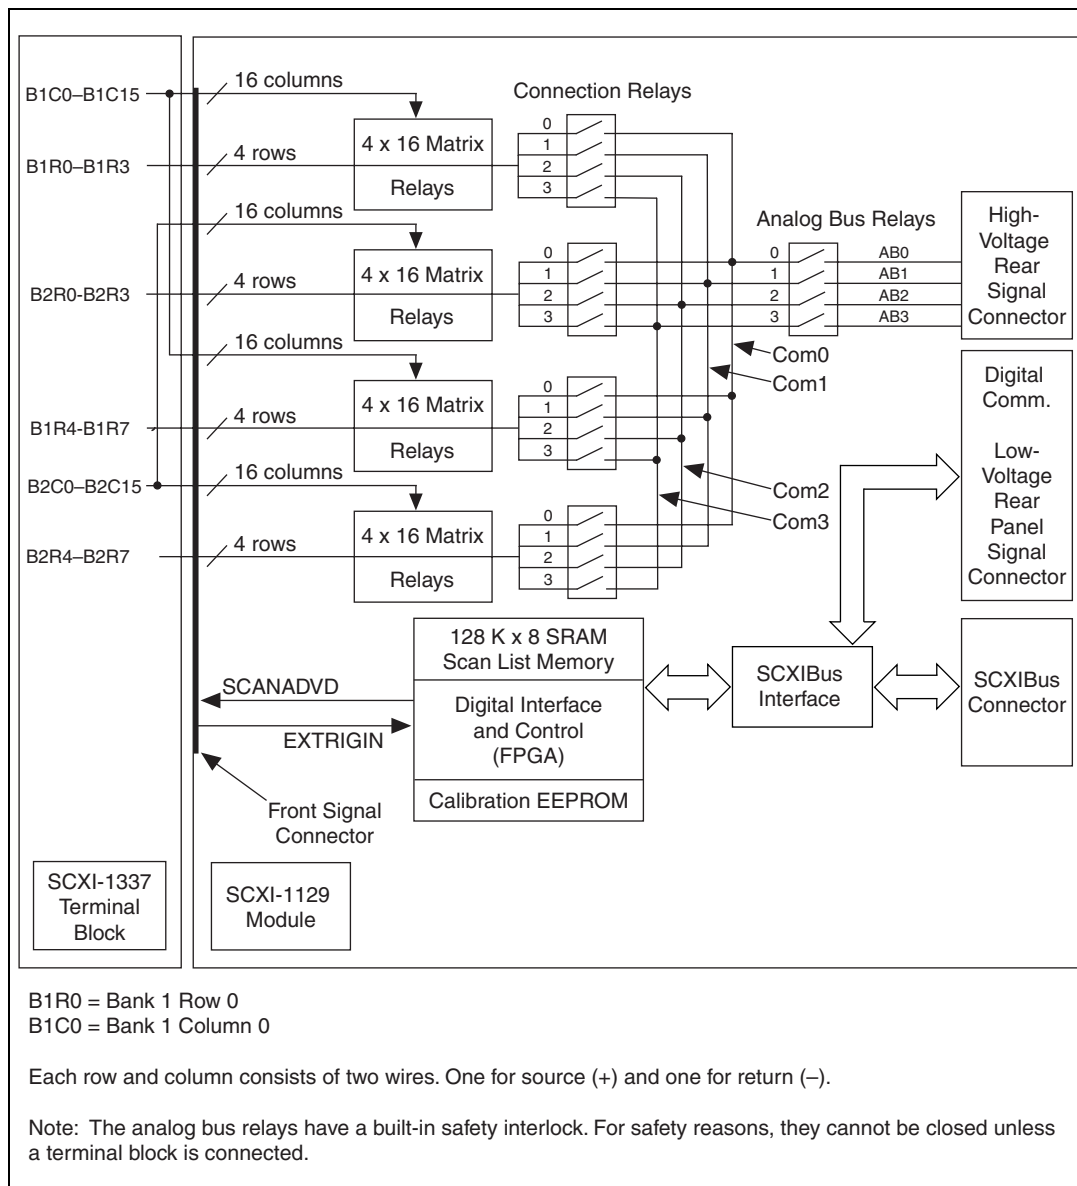 B1C0–B1C15
16 columns
Connection Relays
0
1
2
3
4 x 16 Matrix
Relays
B1R0–B1R3
4 rows
16 columns
Analog Bus Relays
High-
Voltage
Rear
Signal
Connector
0
1
2
3
4 x 16 Matrix
Relays
0
1
2
3
AB0
AB1
AB2
AB3
B2R0-B2R3
4 rows
16 columns
Com0
Com1
Digital
Comm.
Low-
Voltage
Rear
Panel
Signal
Connector
0
1
2
3
4 x 16 Matrix
Relays
B1R4-B1R7
4 rows
B2C0–B2C15
16 columns
Com2
Com3
0
1
2
3
4 x 16 Matrix
Relays
B2R4–B2R7
4 rows
128 K x 8 SRAM
Scan List Memory
SCANADVD
Digital Interface
and Control
(FPGA)
EXTRIGIN
Calibration EEPROM
SCXIBus
Interface
SCXIBus
Connector
Front Signal
Connector
SCXI-1337
Terminal
Block
SCXI-1129
Module
B1R0 = Bank 1 Row 0
B1C0 = Bank 1 Column 0
Each row and column consists of two wires. One for source (+) and one for return (–).
Note:  The analog bus relays have a built-in safety interlock. For safety reasons, they cannot be closed unless
a terminal block is connected.